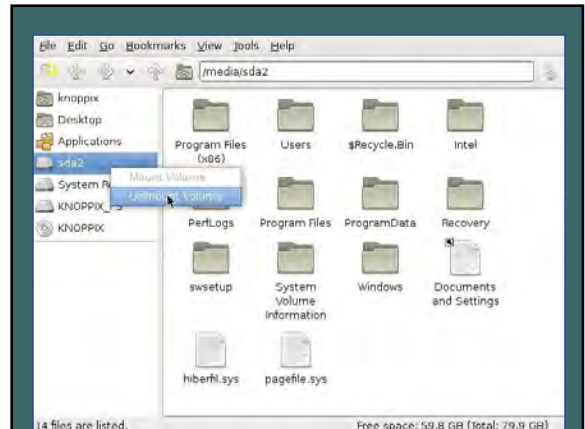 File Edit Go Bookmarks View Tools Help
/media/sda2
knoppix
Desktop
Applications
sda2
System
KNOPPIX
KNOPPIX
Mount Volume
Unmount Volume
Program Files
(x86)
Users
$Recycle.Bin
Intel
PerfLogs
Program Files
ProgramData
Recovery
swsetup
System
Volume
Information
Windows
Documents
and Settings
hiberfil.sys
pagefile.sys
14 files are listed.
Free space: 59.8 GB (Total: 79.9 GB)